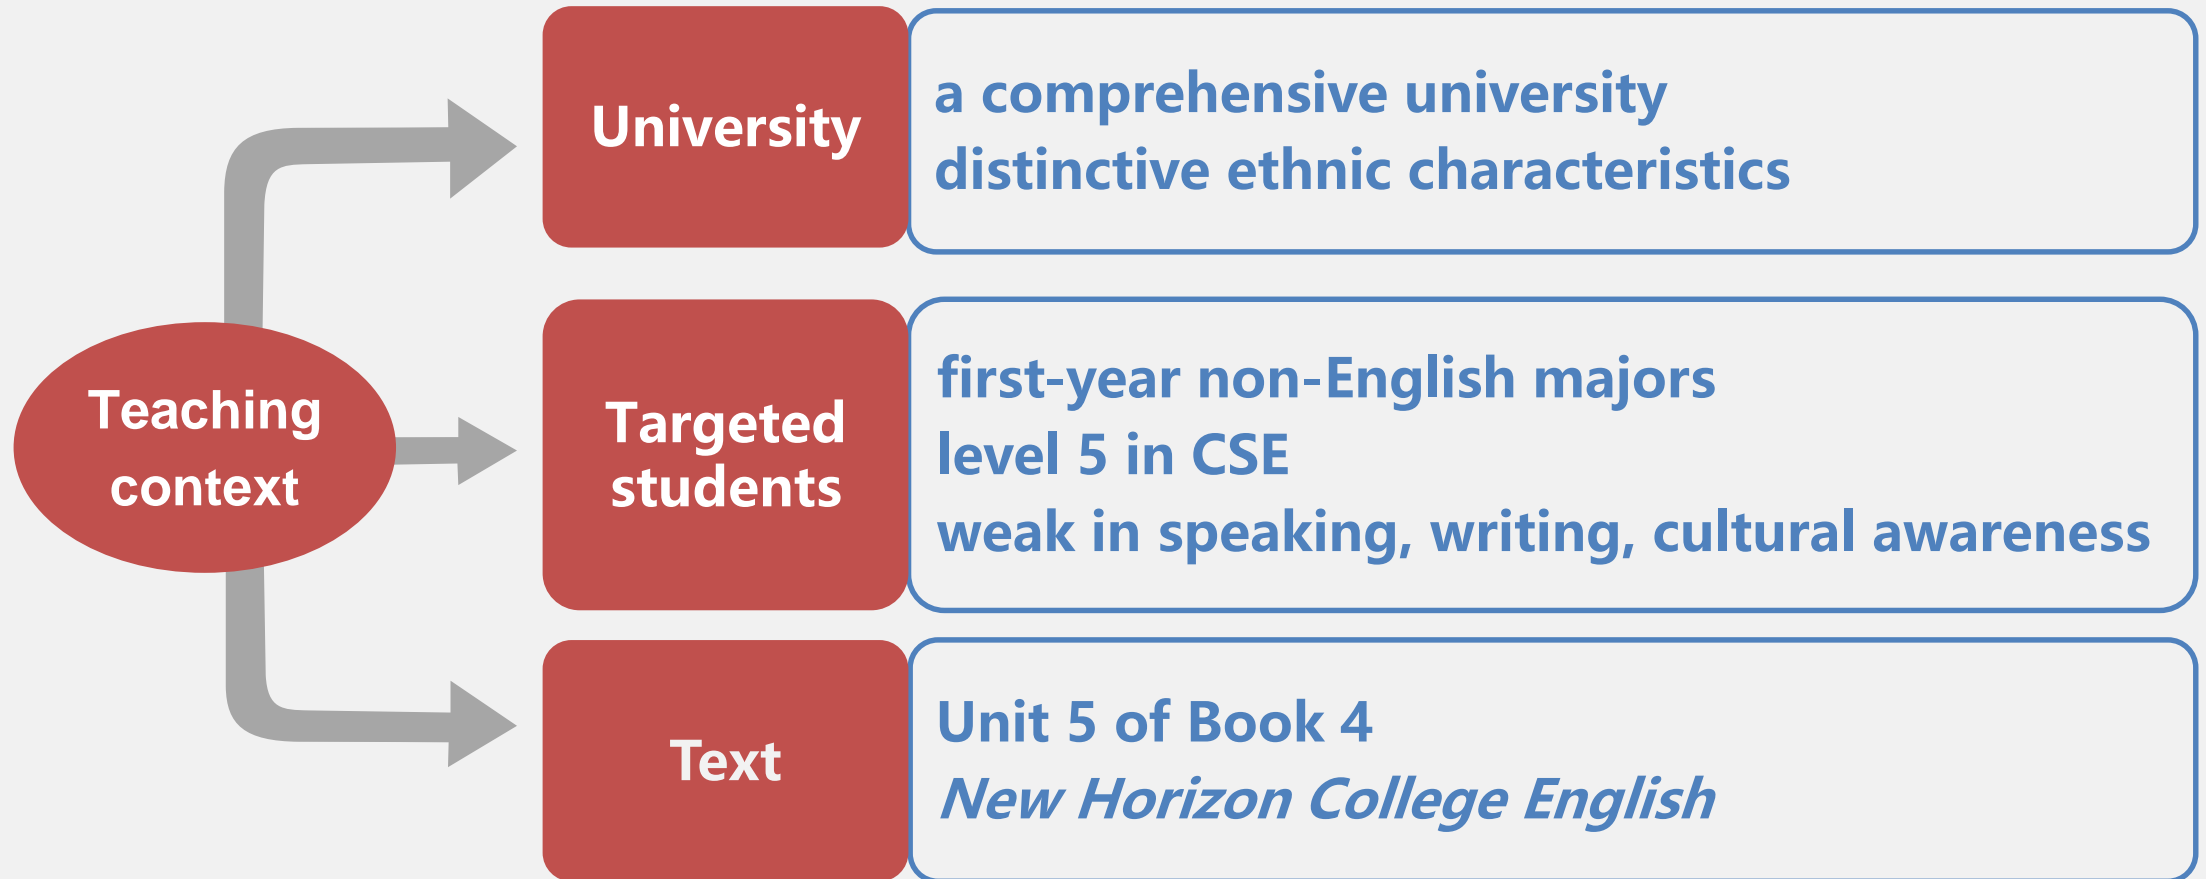 Teaching
context
University
a comprehensive university
distinctive ethnic characteristics
Targeted
students
first-year non-English majors
level 5 in CSE
weak in speaking, writing, cultural awareness
Text
Unit 5 of Book 4
New Horizon College English